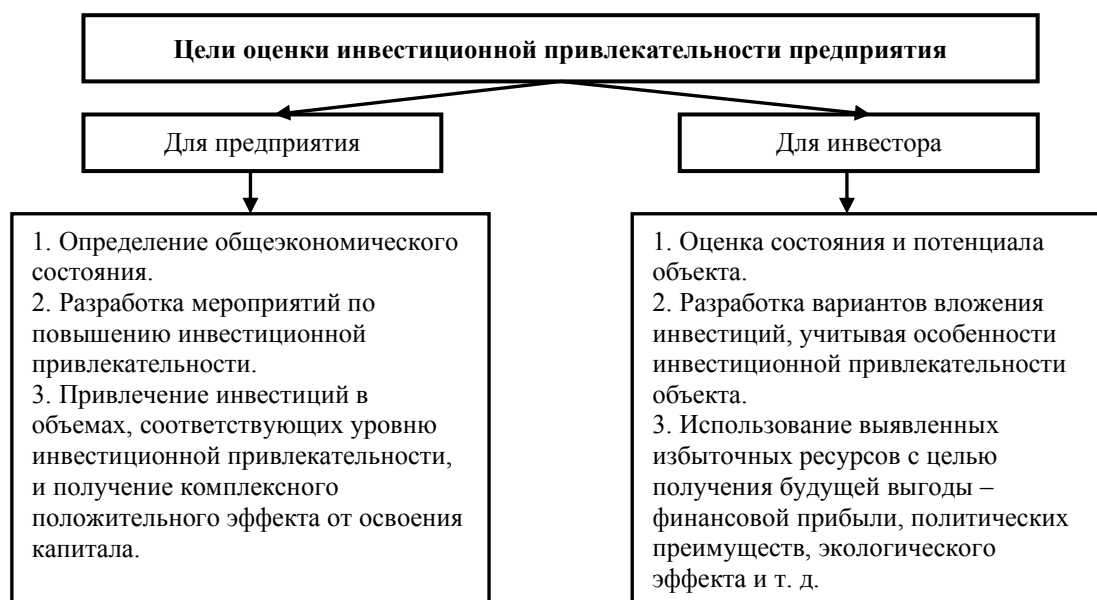 Цели оценки инвестиционной привлекательности предприятия
Для предприятия
Для инвестора
1. Определение общеэкономического
состояния.
2. Разработка мероприятий по
повышению инвестиционной
привлекательности.
3. Привлечение инвестиций в
объемах, соответствующих уровню
инвестиционной привлекательности,
и получение комплексного
положительного эффекта от освоения
капитала.
1. Оценка состояния и потенциала
объекта.
2. Разработка вариантов вложения
инвестиций, учитывая особенности
инвестиционной привлекательности
объекта.
3. Использование выявленных
избыточных ресурсов с целью
получения будущей выгоды –
финансовой прибыли, политических
преимуществ, экологического
эффекта и т. д.